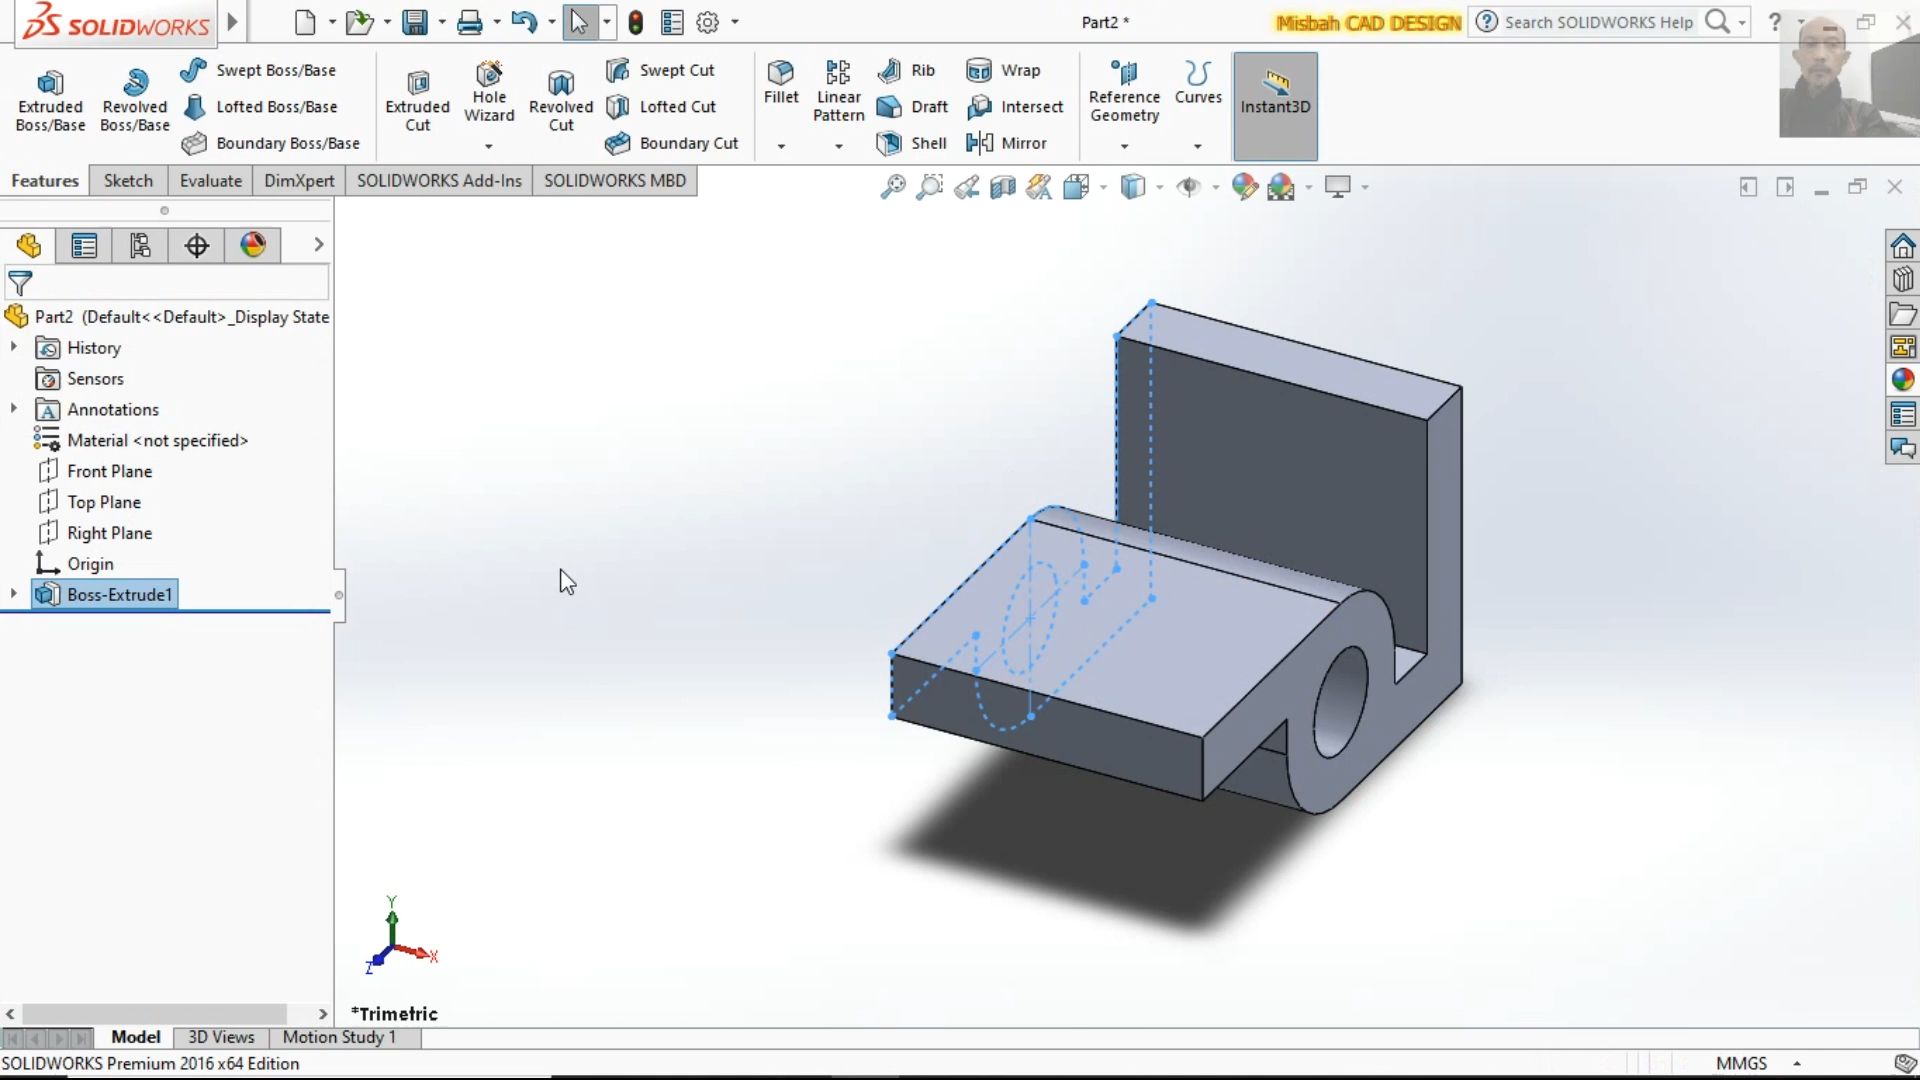 SOLIDWORKS
Part2 *
Misbah CAD DESIGN
Search SOLIDWORKS Help
?
Extruded Boss/Base
Revolved Boss/Base
Swept Boss/Base
Lofted Boss/Base
Boundary Boss/Base
Extruded Cut
Hole Wizard
Revolved Cut
Swept Cut
Lofted Cut
Boundary Cut
Fillet
Linear Pattern
Rib
Draft
Shell
Wrap
Intersect
Mirror
Reference Geometry
Curves
Instant3D
Features
Sketch
Evaluate
DimXpert
SOLIDWORKS Add-Ins
SOLIDWORKS MBD
Part2 (Default<<Default>_Display State
History
Sensors
Annotations
Material <not specified>
Front Plane
Top Plane
Right Plane
Origin
Boss-Extrude1
Y
X
Z
*Trimetric
Model
3D Views
Motion Study 1
SOLIDWORKS Premium 2016 x64 Edition
MMGS